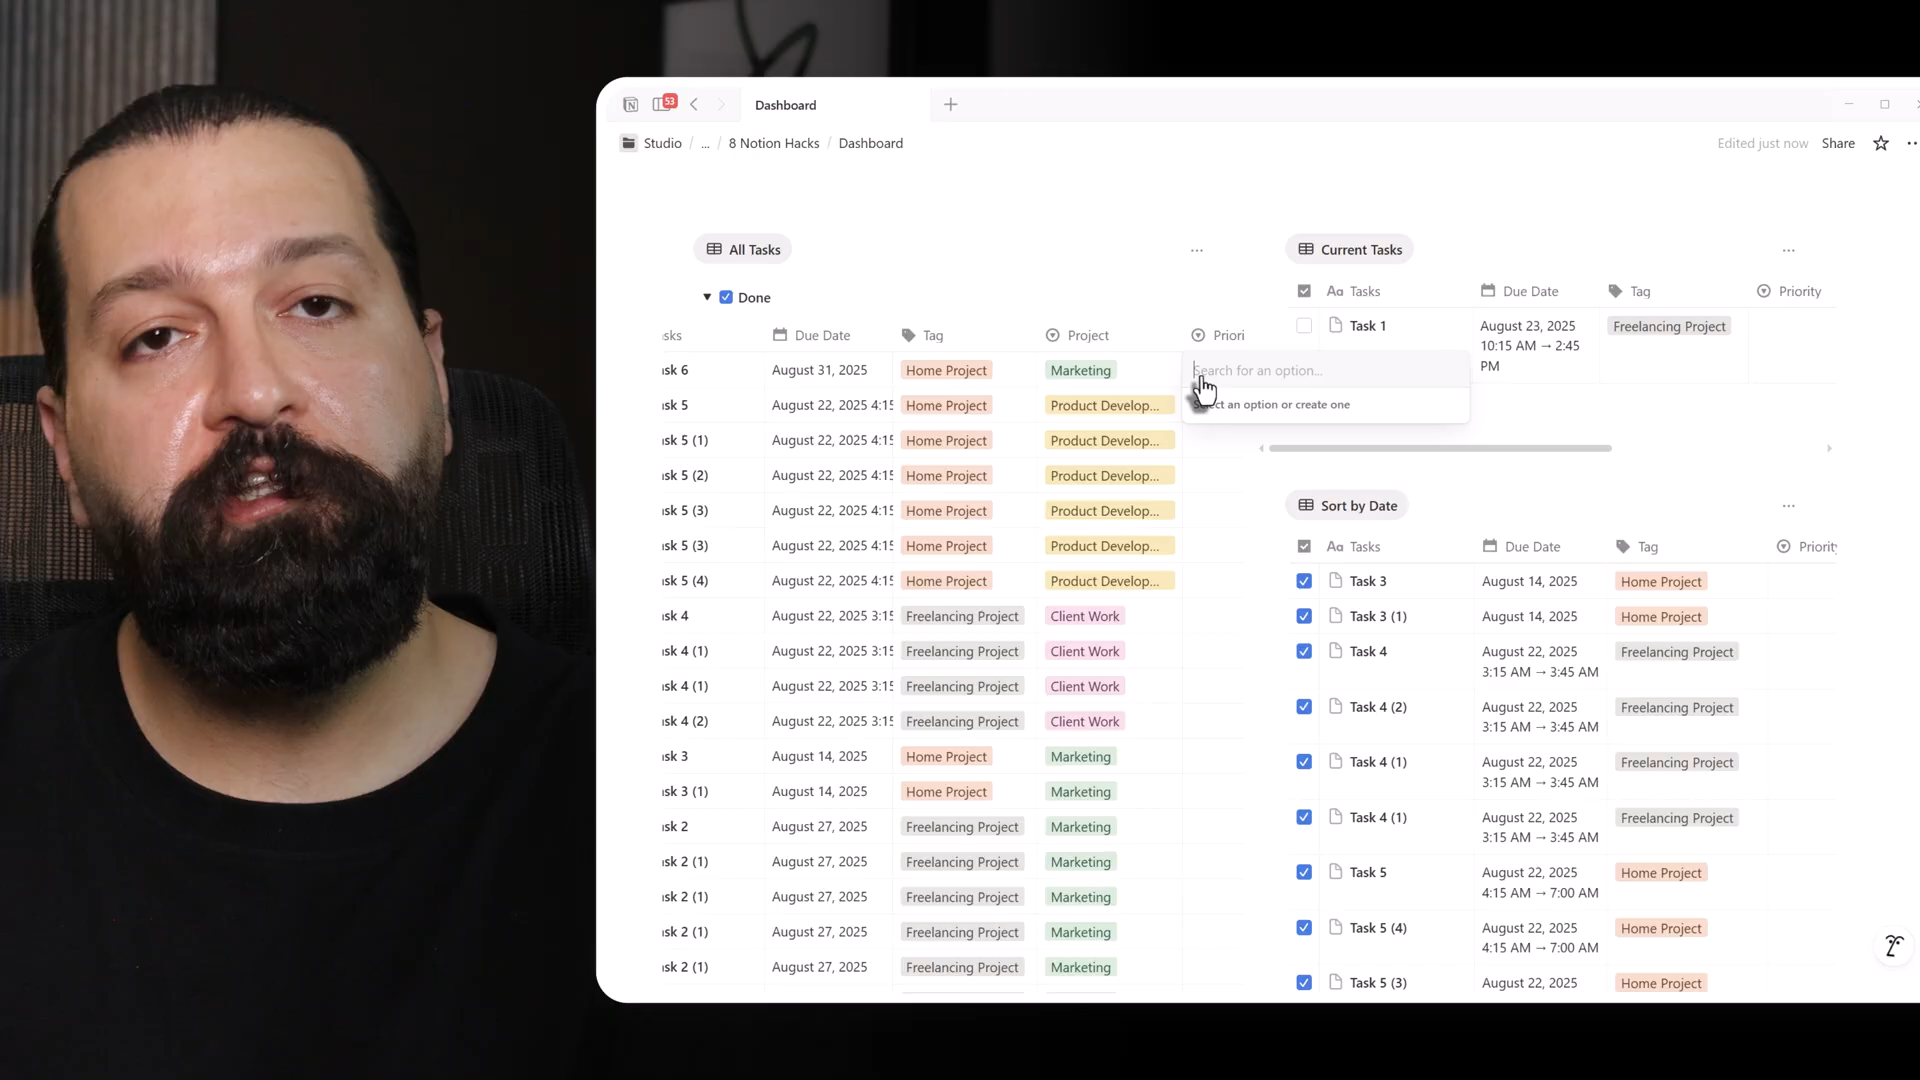 53
Dashboard
Studio / ... / 8 Notion Hacks / Dashboard
Edited just now
Share
All Tasks
Done
sks Due Date Tag Project Priori
sk 6 August 31, 2025 Home Project Marketing
sk 5 August 22, 2025 4:15 Home Project Product Develop...
sk 5 (1) August 22, 2025 4:15 Home Project Product Develop...
sk 5 (2) August 22, 2025 4:15 Home Project Product Develop...
sk 5 (3) August 22, 2025 4:15 Home Project Product Develop...
sk 5 (3) August 22, 2025 4:15 Home Project Product Develop...
sk 5 (4) August 22, 2025 4:15 Home Project Product Develop...
sk 4 August 22, 2025 3:15 Freelancing Project Client Work
sk 4 (1) August 22, 2025 3:15 Freelancing Project Client Work
sk 4 (1) August 22, 2025 3:15 Freelancing Project Client Work
sk 4 (2) August 22, 2025 3:15 Freelancing Project Client Work
sk 3 August 14, 2025 Home Project Marketing
sk 3 (1) August 14, 2025 Home Project Marketing
sk 2 August 27, 2025 Freelancing Project Marketing
sk 2 (1) August 27, 2025 Freelancing Project Marketing
sk 2 (1) August 27, 2025 Freelancing Project Marketing
sk 2 (1) August 27, 2025 Freelancing Project Marketing
sk 2 (1) August 27, 2025 Freelancing Project Marketing
Search for an option...
an option or create one
Current Tasks
Aa Tasks Due Date Tag Priority
Task 1 August 23, 2025 Freelancing Project
10:15 AM → 2:45
PM
Sort by Date
Aa Tasks Due Date Tag Priority
Task 3 August 14, 2025 Home Project
Task 3 (1) August 14, 2025 Home Project
Task 4 August 22, 2025 Freelancing Project
3:15 AM → 3:45 AM
Task 4 (2) August 22, 2025 Freelancing Project
3:15 AM → 3:45 AM
Task 4 (1) August 22, 2025 Freelancing Project
3:15 AM → 3:45 AM
Task 4 (1) August 22, 2025 Freelancing Project
3:15 AM → 3:45 AM
Task 5 August 22, 2025 Home Project
4:15 AM → 7:00 AM
Task 5 (4) August 22, 2025 Home Project
4:15 AM → 7:00 AM
Task 5 (3) August 22, 2025 Home Project